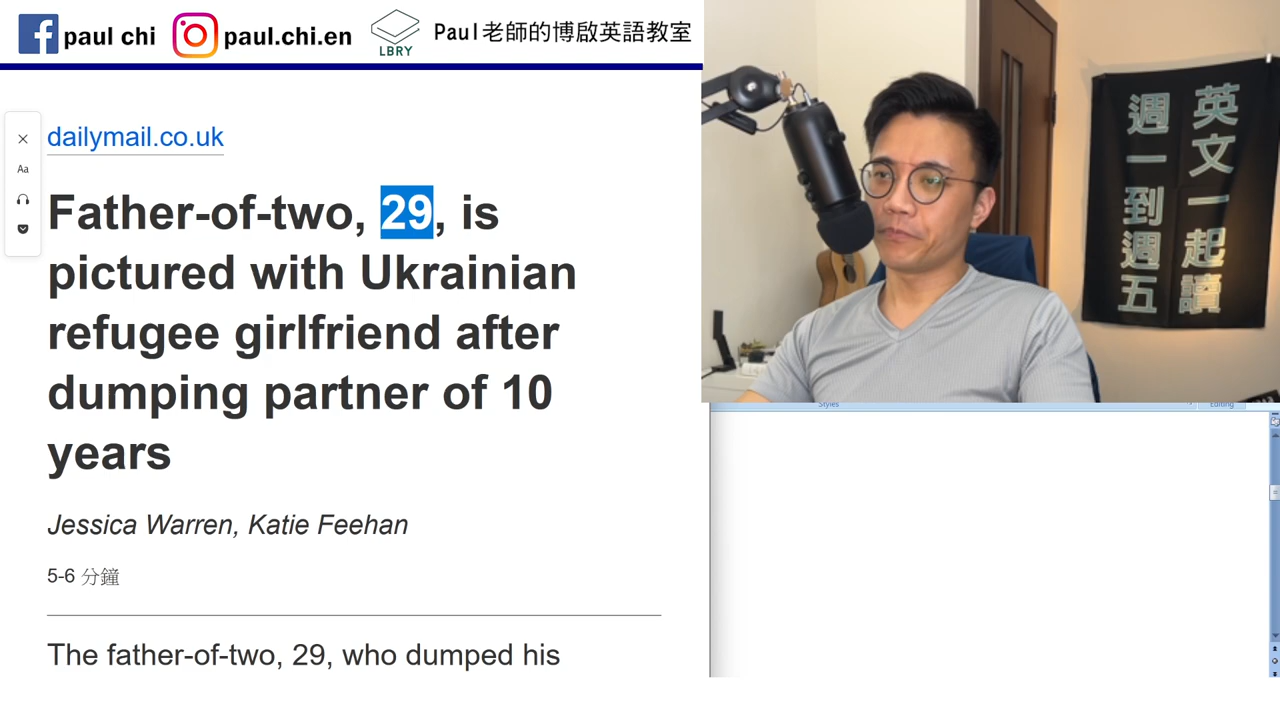 paul chi
paul.chi.en
LBRY
Paul老師的博啟英語教室
dailymail.co.uk
Aa
Father-of-two, 29, is
pictured with Ukrainian
refugee girlfriend after
dumping partner of 10
years
Jessica Warren, Katie Feehan
5-6 分鐘
The father-of-two, 29, who dumped his
英文一起讀
週一到週五
Styles
Editing